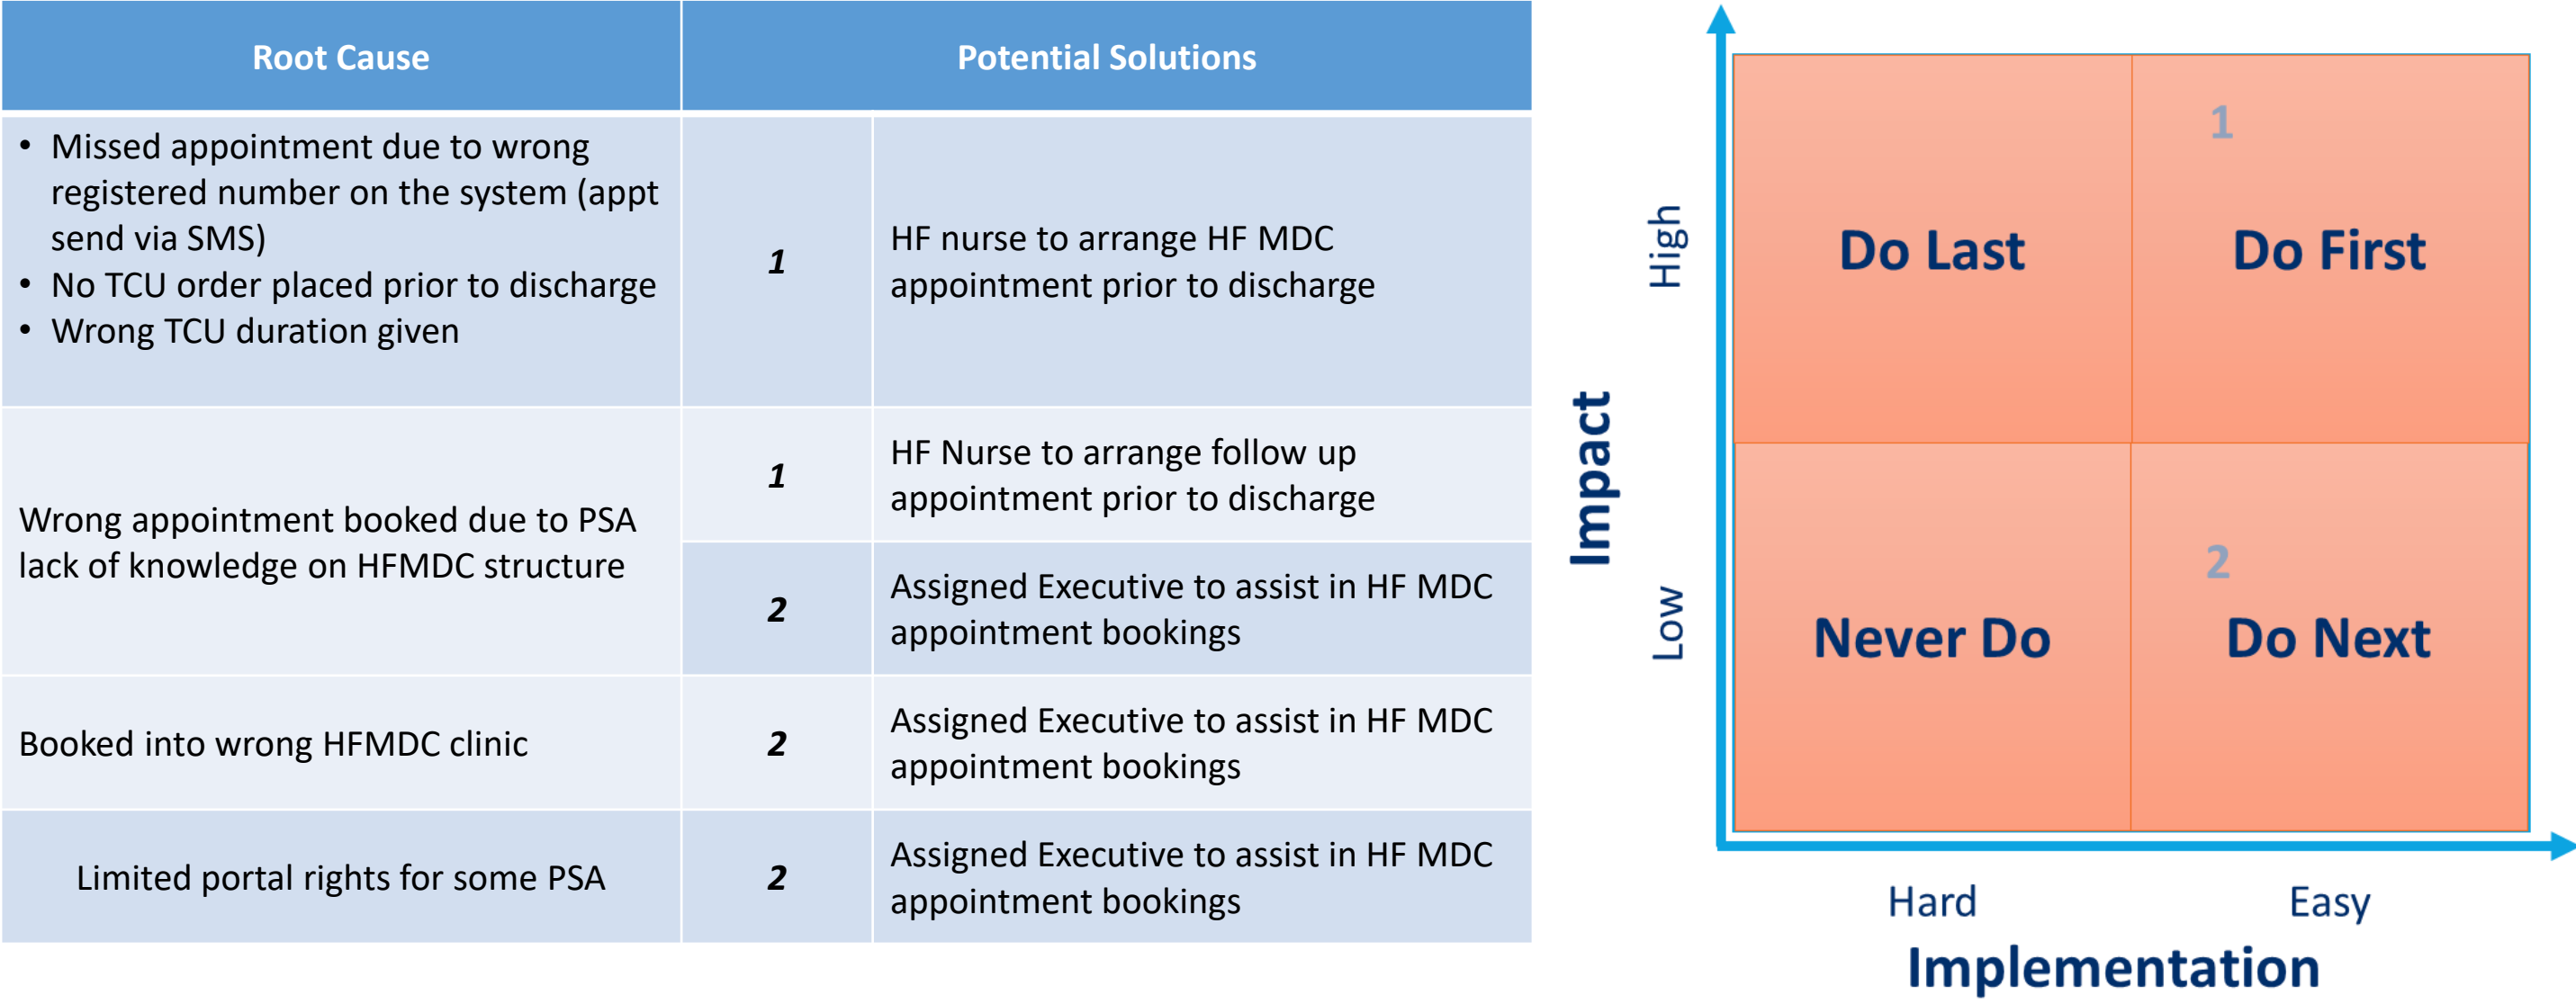 Root Cause
Potential Solutions
• Missed appointment due to wrong
registered number on the system (appt
send via SMS)
• No TCU order placed prior to discharge
• Wrong TCU duration given
1
HF nurse to arrange HF MDC
appointment prior to discharge
Wrong appointment booked due to PSA
lack of knowledge on HFMDC structure
1
HF Nurse to arrange follow up
appointment prior to discharge
2
Assigned Executive to assist in HF MDC
appointment bookings
Booked into wrong HFMDC clinic
2
Assigned Executive to assist in HF MDC
appointment bookings
Limited portal rights for some PSA
2
Assigned Executive to assist in HF MDC
appointment bookings
Impact
High
Low
Do Last
1
Do First
Never Do
2
Do Next
Hard
Easy
Implementation